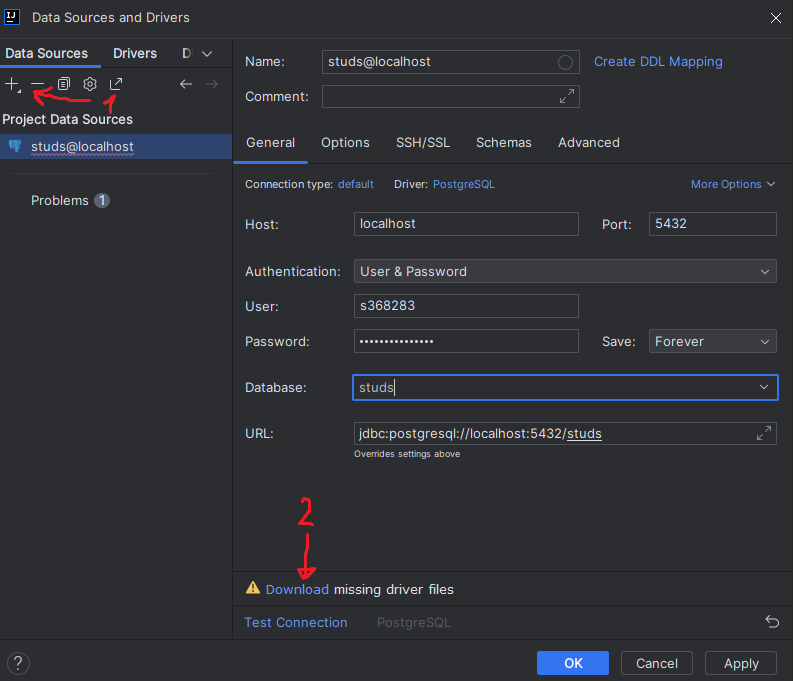 IJ
Data Sources and Drivers
Data Sources Drivers D
1
Project Data Sources
studs@localhost
Problems 1
Name: studs@localhost Create DDL Mapping
Comment:
General Options SSH/SSL Schemas Advanced
Connection type: default Driver: PostgreSQL More Options
Host: localhost Port: 5432
Authentication: User & Password
User: s368283
Password: •••••••••••••• Save: Forever
Database: studs
URL: jdbc:postgresql://localhost:5432/studs
Overrides settings above
2
Download missing driver files
Test Connection PostgreSQL
? OK Cancel Apply